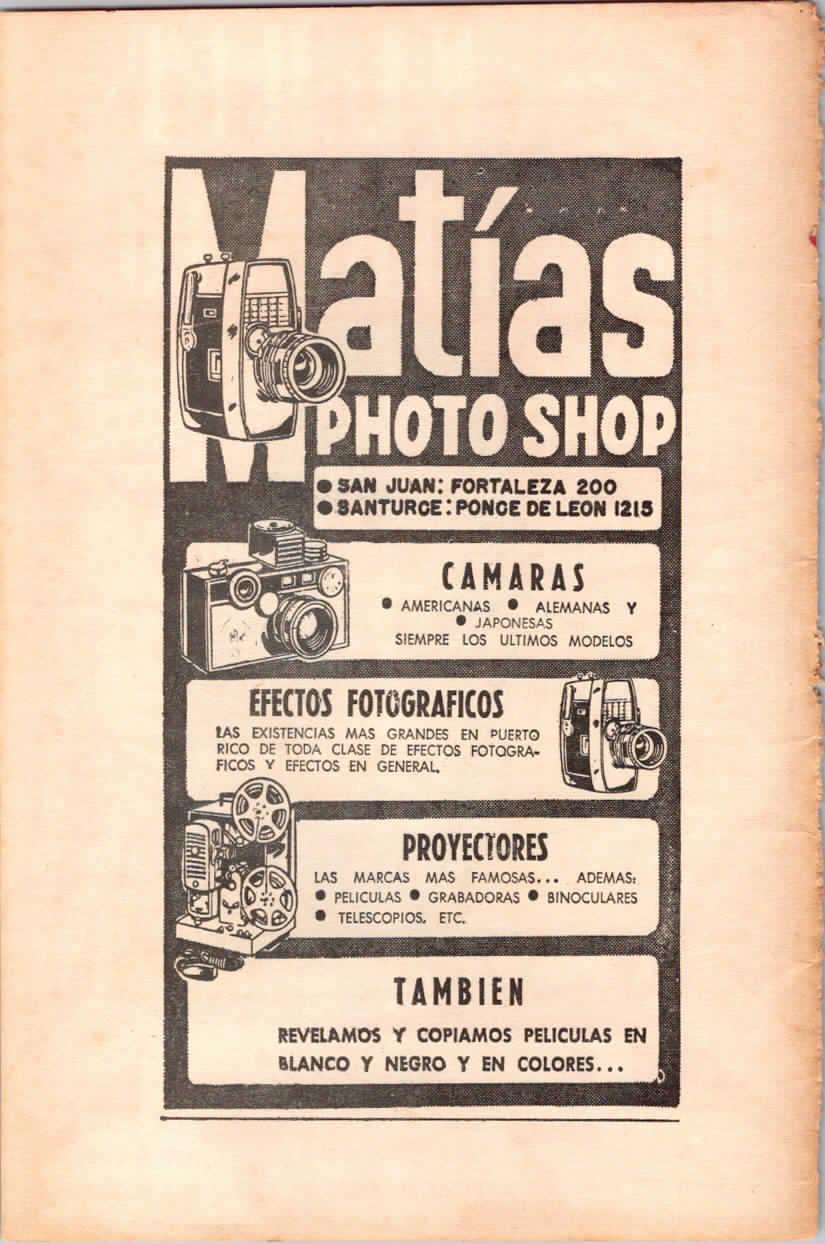 Matías
PHOTO SHOP
● SAN JUAN: FORTALEZA 200
● SANTURCE: PONCE DE LEON 1215
CAMARAS
● AMERICANAS ● ALEMANAS Y
● JAPONESAS
SIEMPRE LOS ULTIMOS MODELOS
EFECTOS FOTOGRAFICOS
LAS EXISTENCIAS MAS GRANDES EN PUERTO
RICO DE TODA CLASE DE EFECTOS FOTOGRA-
FICOS Y EFECTOS EN GENERAL.
PROYECTORES
LAS MARCAS MAS FAMOSAS... ADEMAS:
● PELICULAS ● GRABADORAS ● BINOCULARES
● TELESCOPIOS, ETC.
TAMBIEN
REVELAMOS Y COPIAMOS PELICULAS EN
BLANCO Y NEGRO Y EN COLORES...